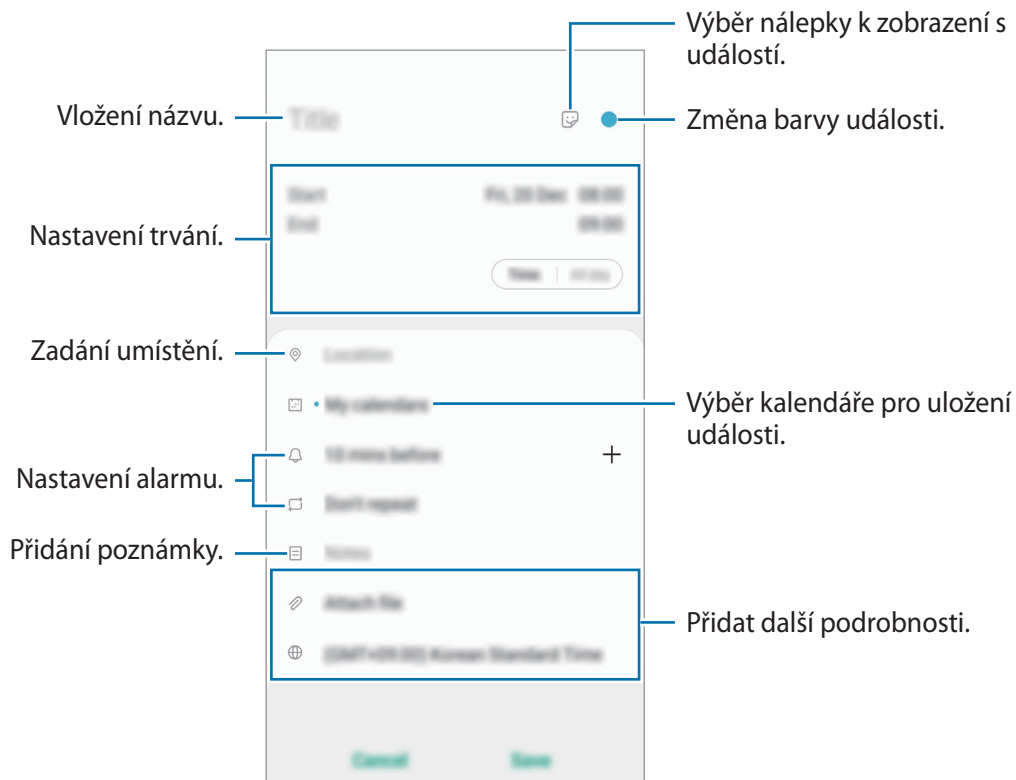 Výběr nálepky k zobrazení s
událostí.
Vložení názvu.
Title
Změna barvy události.
Start
Fri, 20 Dec 08:00
End
09:00
Nastavení trvání.
Time
Zadání umístění.
Location
My calendars
Výběr kalendáře pro uložení
události.
10 mins before
Nastavení alarmu.
Don't repeat
Přidání poznámky.
Notes
Attach file
Přidat další podrobnosti.
(GMT+09:00) Korean Standard Time
Cancel
Save